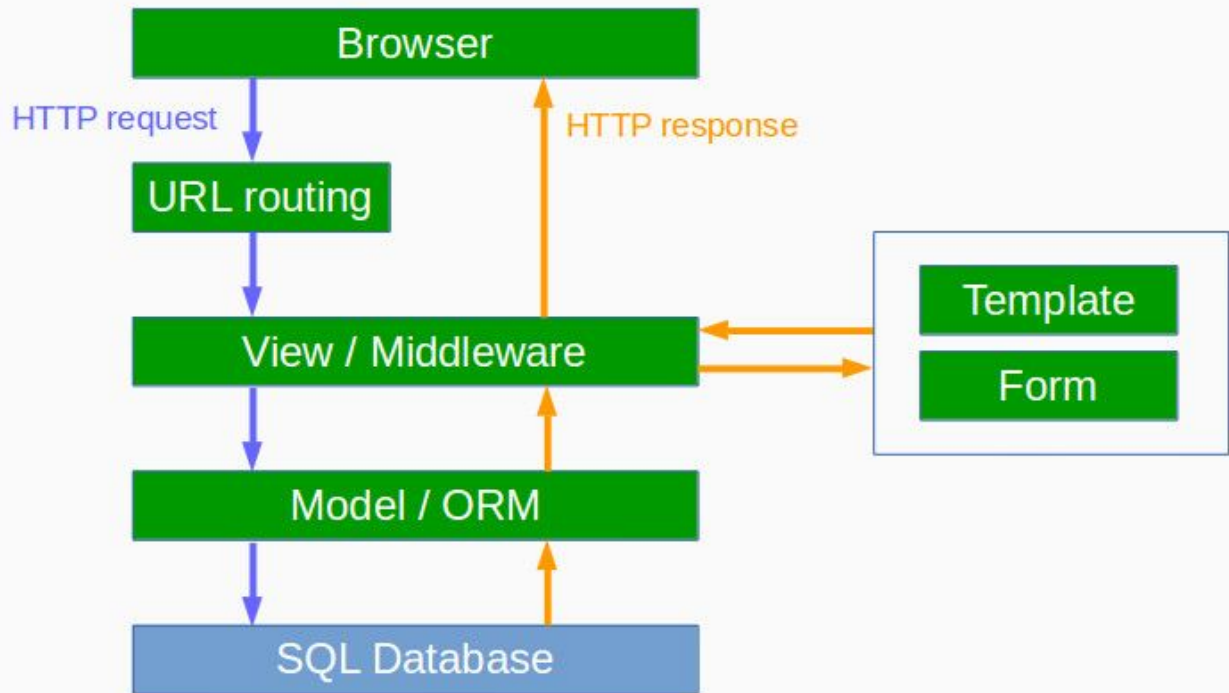 Browser
HTTP request
HTTP response
URL routing
Template
View / Middleware
Form
Model / ORM
SQL Database